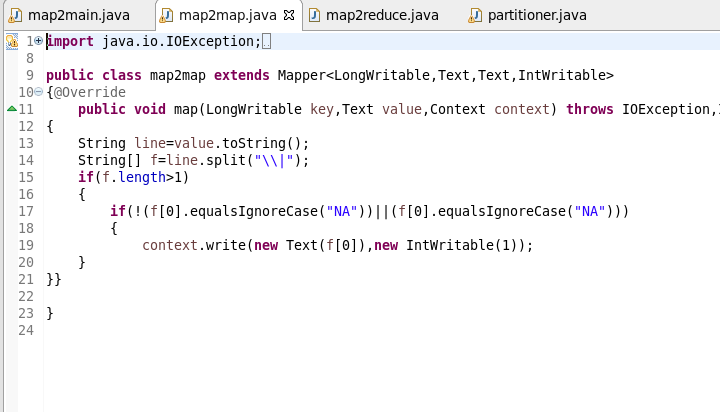 map2main.java map2map.java map2reduce.java partitioner.java
1 import java.io.IOException;
8
9 public class map2map extends Mapper<LongWritable,Text,Text,IntWritable>
10 {@Override
11 public void map(LongWritable key,Text value,Context context) throws IOException,
12 {
13 String line=value.toString();
14 String[] f=line.split("\\|");
15 if(f.length>1)
16 {
17 if(!(f[0].equalsIgnoreCase("NA"))||(f[0].equalsIgnoreCase("NA")))
18 {
19 context.write(new Text(f[0]),new IntWritable(1));
20 }
21 }}
22
23 }
24